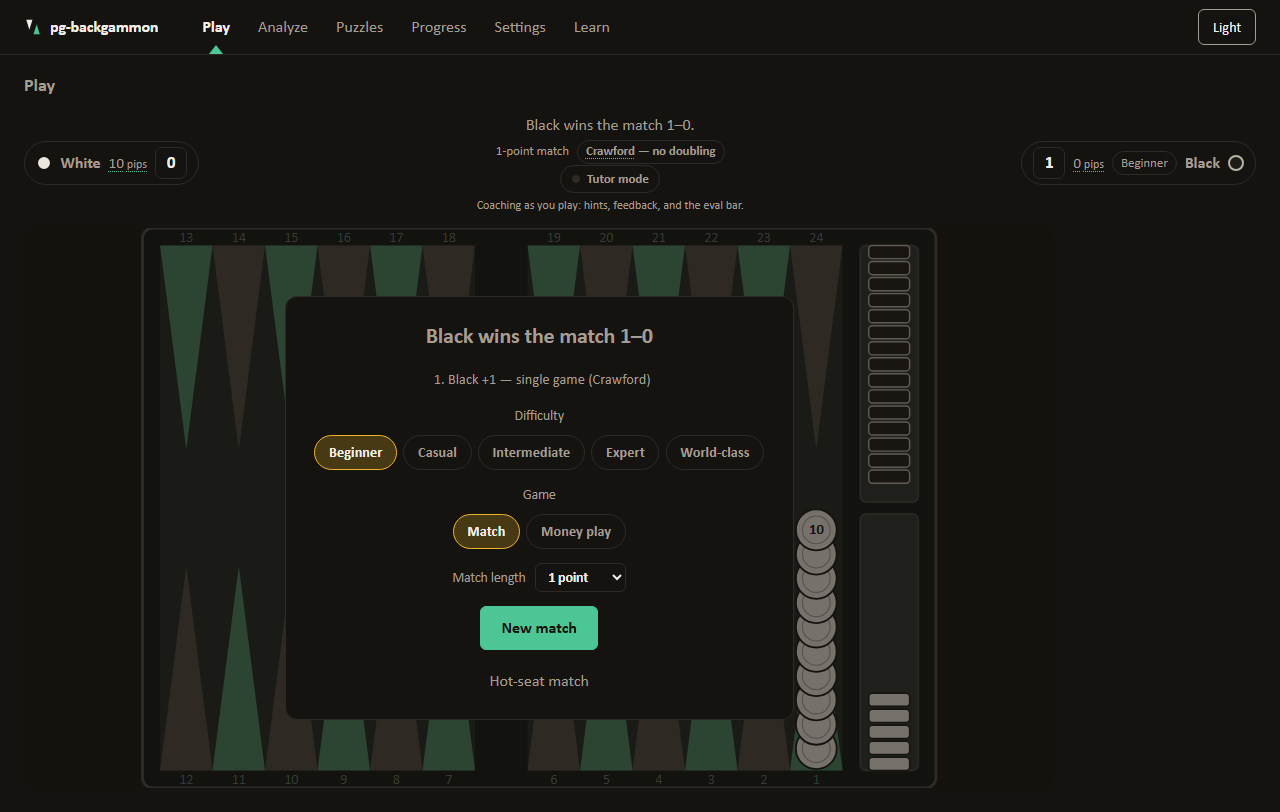 pg-backgammon Play Analyze Puzzles Progress Settings Learn Light
Play
Black wins the match 1–0.
1-point match Crawford — no doubling
White 10 pips 0
1 0 pips Beginner Black
Tutor mode
Coaching as you play: hints, feedback, and the eval bar.
13 14 15 16 17 18 19 20 21 22 23 24
Black wins the match 1–0
1. Black +1 — single game (Crawford)
Difficulty
Beginner Casual Intermediate Expert World-class
Game
Match Money play
10
Match length 1 point
New match
Hot-seat match
12 11 10 9 8 7 6 5 4 3 2 1